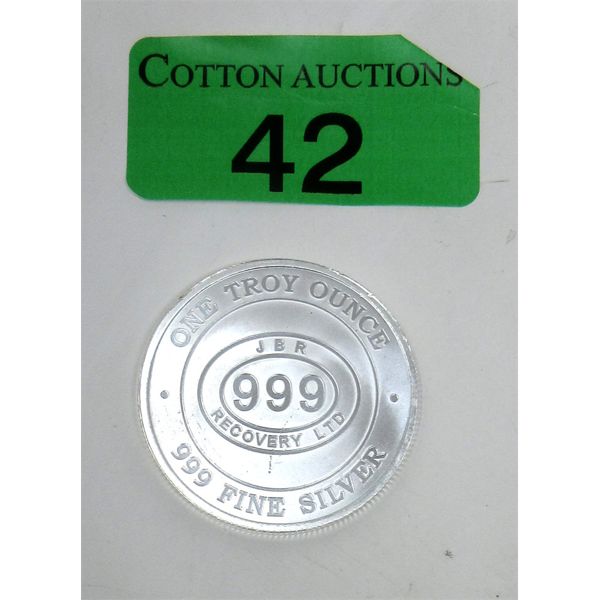 COTTON AUCTIONS
42
ONE TROY OUNCE
JBR
999
RECOVERY LTD
999 FINE SILVER